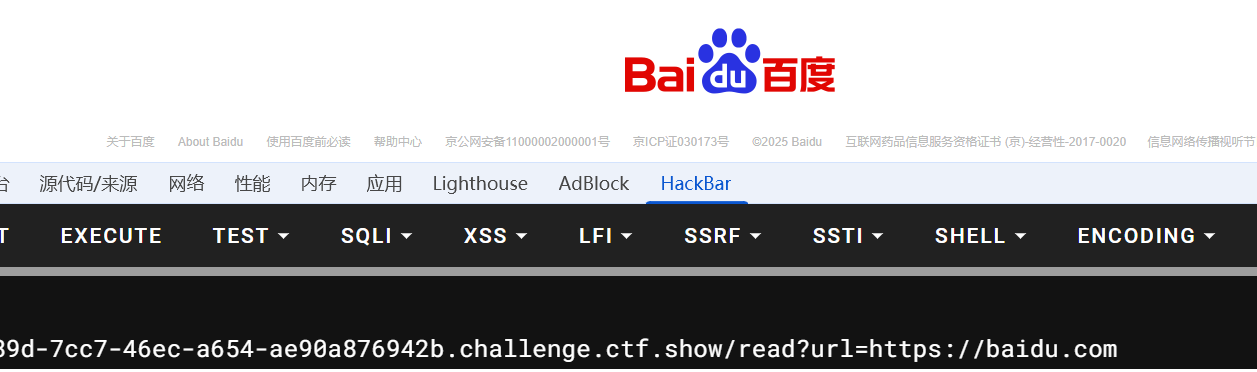 Baidu百度
关于百度 About Baidu 使用百度前必读 帮助中心 京公网安备11000002000001号 京ICP证030173号 ©2025 Baidu 互联网药品信息服务资格证书 (京)-经营性-2017-0020 信息网络传播视听节
台 源代码/来源 网络 性能 内存 应用 Lighthouse AdBlock HackBar
T EXECUTE TEST SQLI XSS LFI SSRF SSTI SHELL ENCODING
39d-7cc7-46ec-a654-ae90a876942b.challenge.ctf.show/read?url=https://baidu.com